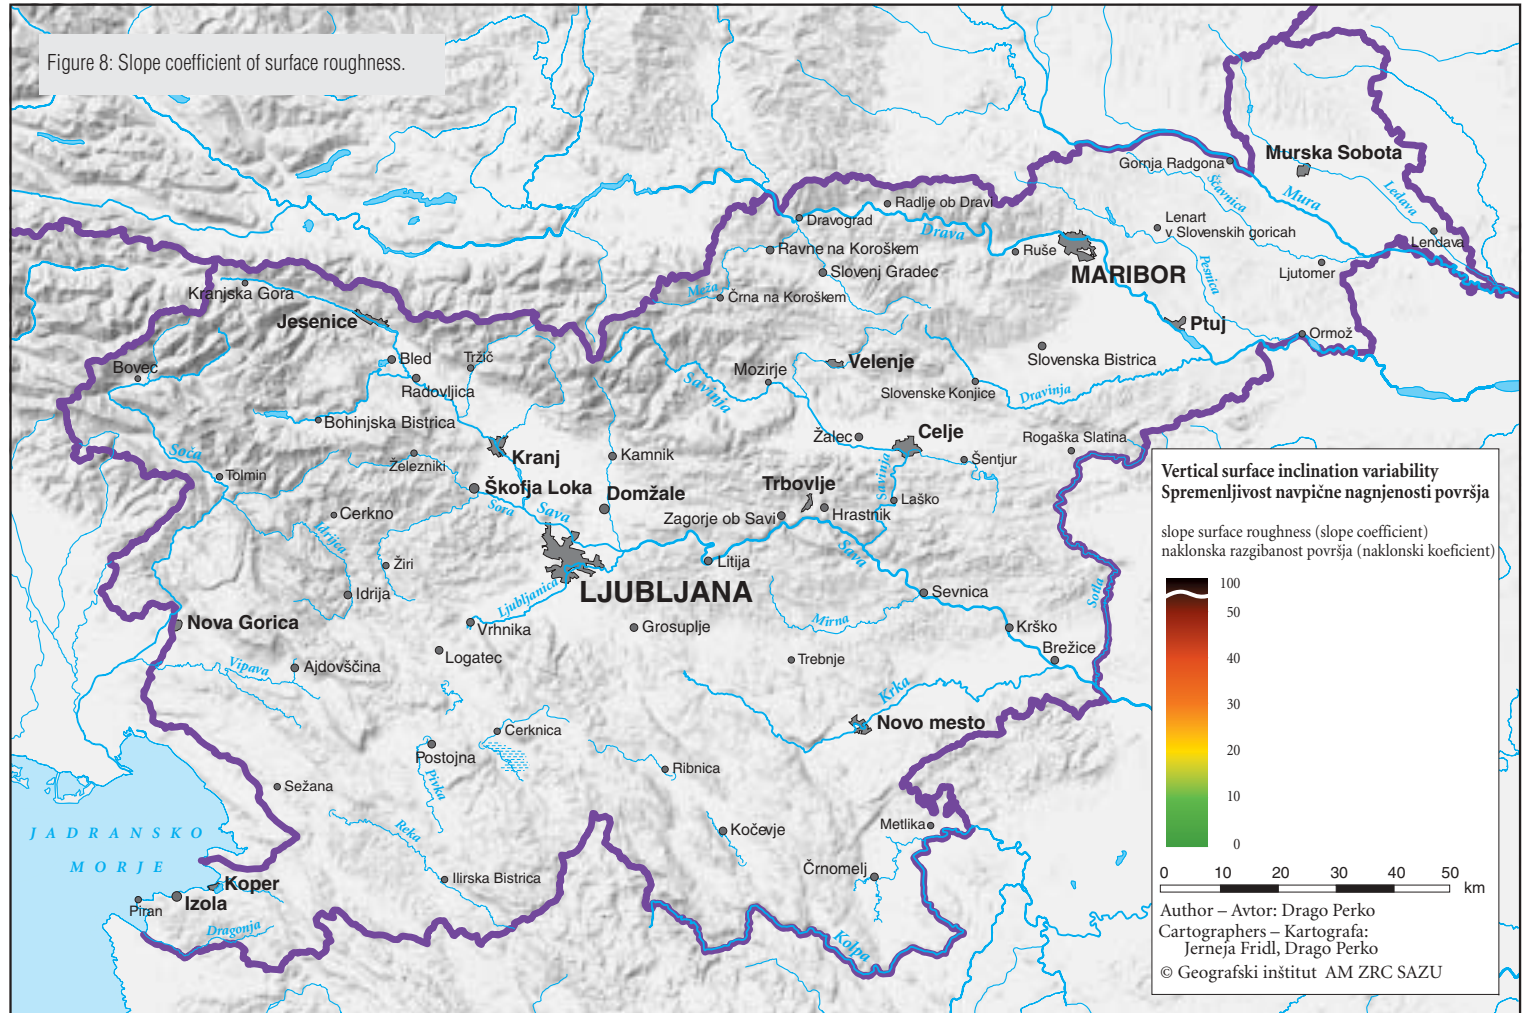 Figure 8: Slope coefficient of surface roughness.
Gornja Radgona
Murska Sobota
Ščavnica
Mura
Ledava
Radlje ob Dravi
Dravograd
Drava
Lenart
v Slovenskih goricah
Lendava
Ravne na Koroškem
Ruše
MARIBOR
Pesnica
Ljutomer
Slovenj Gradec
Kranjska Gora
Meža
Črna na Koroškem
Jesenice
Ptuj
Ormož
Bled
Tržič
Bovec
Mozirje
Velenje
Slovenska Bistrica
Radovljica
Savinja
Slovenske Konjice
Dravinja
Bohinjska Bistrica
Soča
Žalec
Celje
Rogaška Slatina
Kranj
Kamnik
Železniki
Šentjur
Tolmin
Savinja
Škofja Loka
Domžale
Trbovlje
Laško
Cerkno
Sora
Sava
Zagorje ob Savi
Hrastnik
Idrijca
Sava
Žiri
Litija
Idrija
Ljubljanica
LJUBLJANA
Sevnica
Sotla
Nova Gorica
Vrhnika
Grosuplje
Mirna
Krško
Logatec
Trebnje
Brežice
Vipava
Ajdovščina
Krka
Cerknica
Novo mesto
Postojna
Pivka
Ribnica
Sežana
Reka
Kočevje
Metlika
JADRANSKO
MORJE
Črnomelj
Koper
Ilirska Bistrica
Izola
Piran
Dragonja
Kolpa
Vertical surface inclination variability
Spremenljivost navpične nagnjenosti površja
slope surface roughness (slope coefficient)
naklonska razgibanost površja (naklonski koeficient)
100
50
40
30
20
10
0
0 10 20 30 40 50 km
Author – Avtor: Drago Perko
Cartographers – Kartografa:
Jerneja Fridl, Drago Perko
© Geografski inštitut AM ZRC SAZU